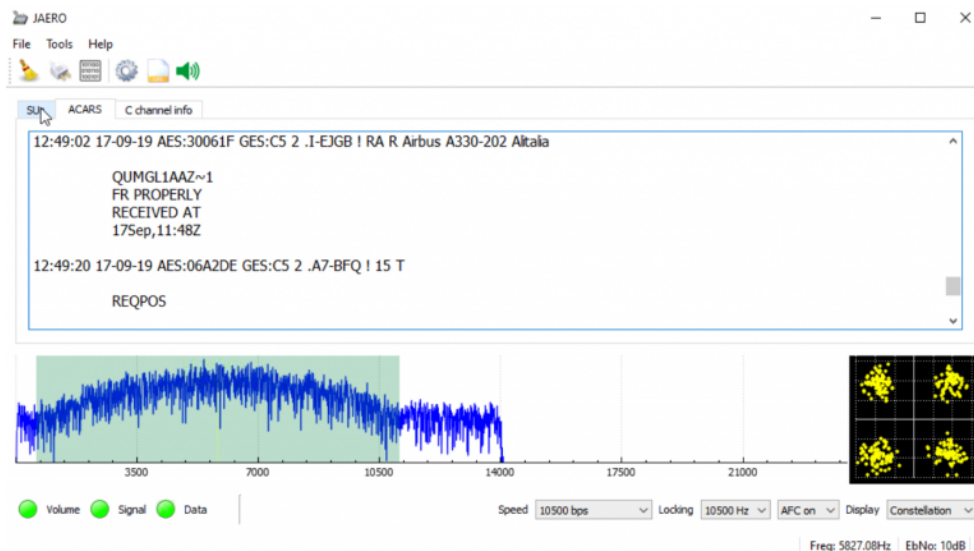 JAERO
File Tools Help
SUs ACARS C channel info
12:49:02 17-09-19 AES:30061F GES:C5 2 .I-EJGB ! RA R Airbus A330-202 Alitalia
QUMGL1AAZ~1
FR PROPERLY
RECEIVED AT
17Sep,11:48Z
12:49:20 17-09-19 AES:06A2DE GES:C5 2 .A7-BFQ ! 15 T
REQPOS
3500 7000 10500 14000 17500 21000
Volume Signal Data Speed 10500 bps Locking 10500 Hz AFC on Display Constellation
Freq: 5827.08Hz EbNo: 10dB